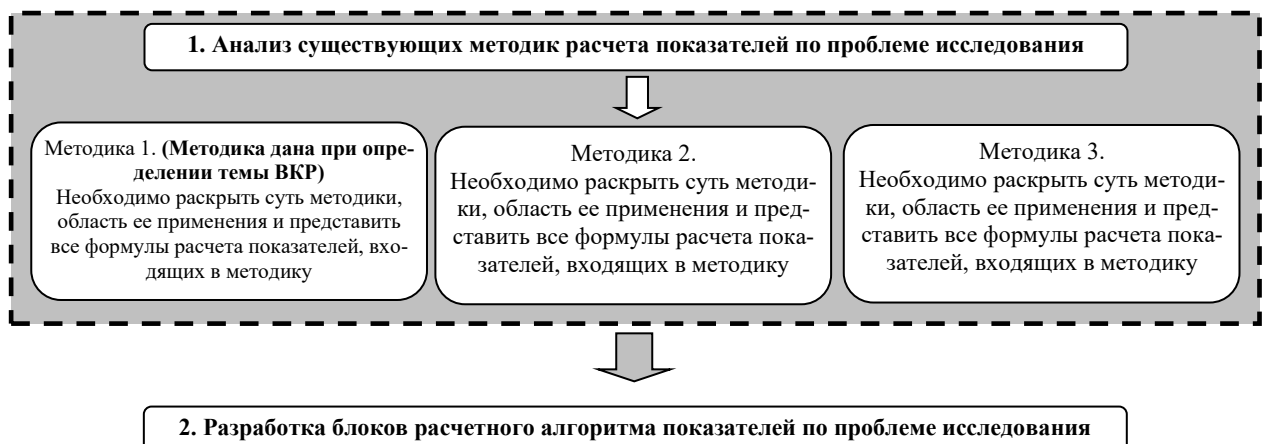 1. Анализ существующих методик расчета показателей по проблеме исследования
Методика 1. (Методика дана при опре-
делении темы ВКР)
Необходимо раскрыть суть методики,
область ее применения и представить
все формулы расчета показателей, вхо-
дящих в методику
Методика 2.
Необходимо раскрыть суть методи-
ки, область ее применения и пред-
ставить все формулы расчета пока-
зателей, входящих в методику
Методика 3.
Необходимо раскрыть суть методи-
ки, область ее применения и пред-
ставить все формулы расчета пока-
зателей, входящих в методику
2. Разработка блоков расчетного алгоритма показателей по проблеме исследования